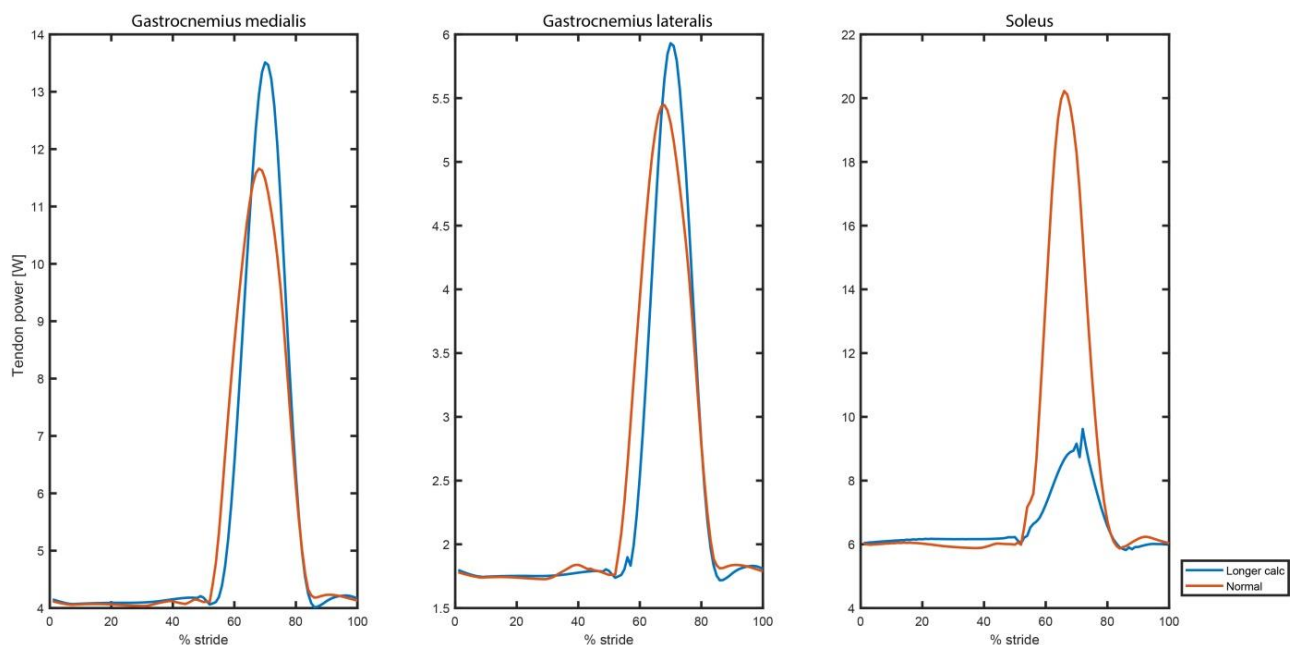 Gastrocnemius medialis
Gastrocnemius lateralis
Soleus
Tendon power [W]
14
13
12
11
10
9
8
7
6
5
4
0 20 40 60 80 100
% stride
6
5.5
5
4.5
4
3.5
3
2.5
2
1.5
0 20 40 60 80 100
% stride
22
20
18
16
14
12
10
8
6
4
0 20 40 60 80 100
% stride
Longer calc
Normal